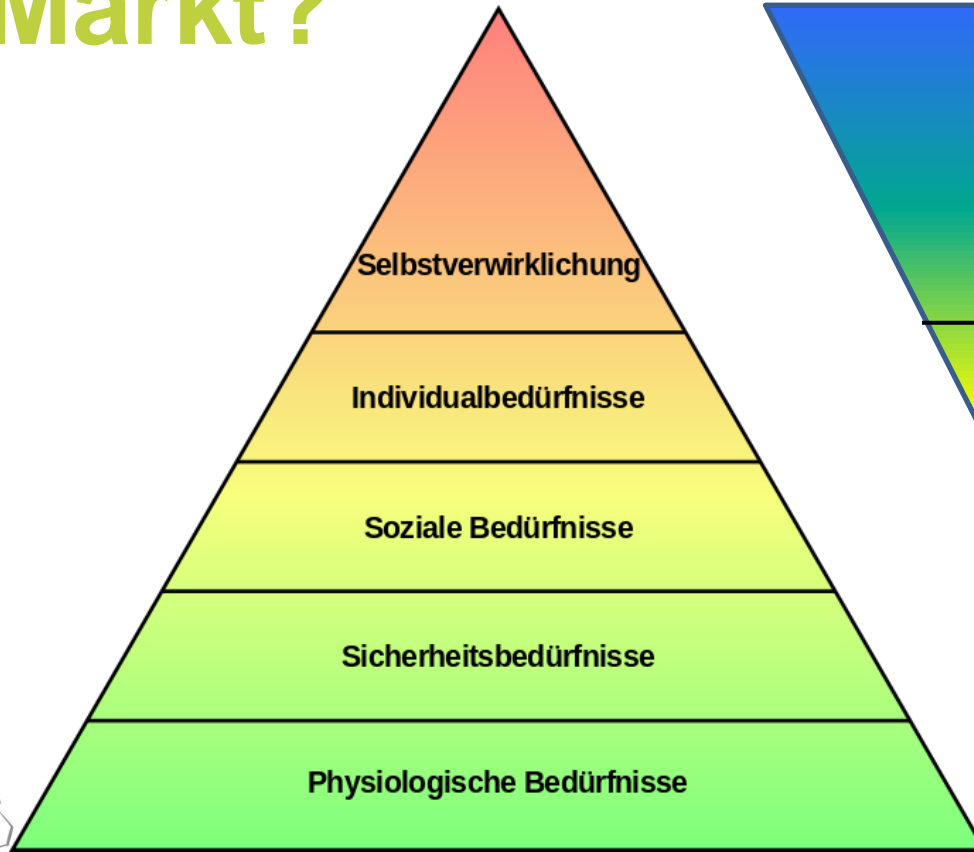 Markt?
Selbstverwirklichung
Individualbedürfnisse
Soziale Bedürfnisse
Sicherheitsbedürfnisse
Physiologische Bedürfnisse